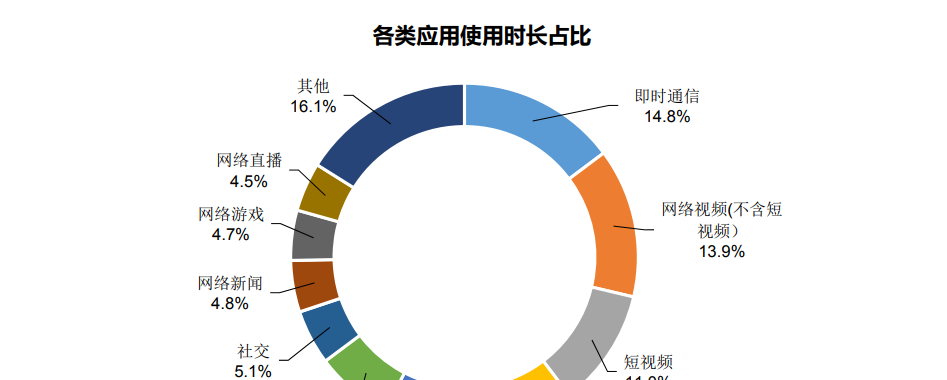 各类应用使用时长占比
其他
16.1%
即时通信
14.8%
网络直播
4.5%
网络视频(不含短
视频）
13.9%
网络游戏
4.7%
网络新闻
4.8%
社交
5.1%
短视频